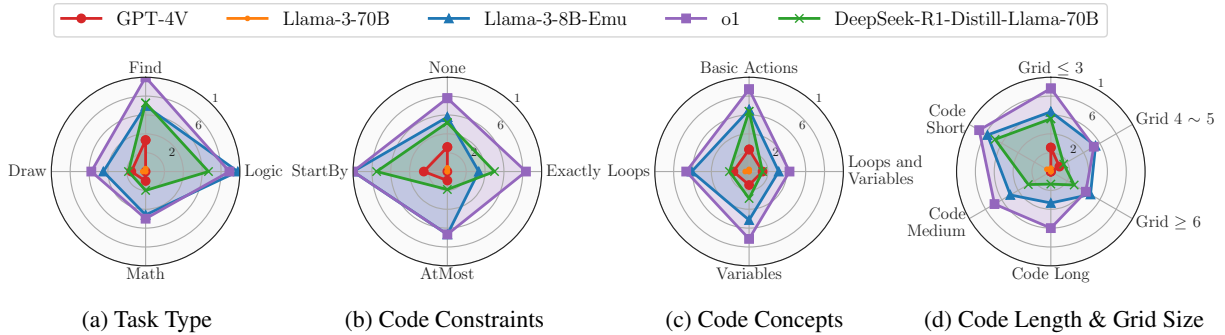 GPT-4V Llama-3-70B Llama-3-8B-Emu o1 DeepSeek-R1-Distill-Llama-70B
Find
1
6
2
Draw
Logic
Math
(a) Task Type
None
1
6
2
StartBy
Exactly
AtMost
(b) Code Constraints
Basic Actions
1
6
2
Loops
Loops and
Variables
Variables
(c) Code Concepts
Grid ≤ 3
1
6
2
Code
Short
Grid 4 ~ 5
Code
Medium
Grid ≥ 6
Code Long
(d) Code Length & Grid Size